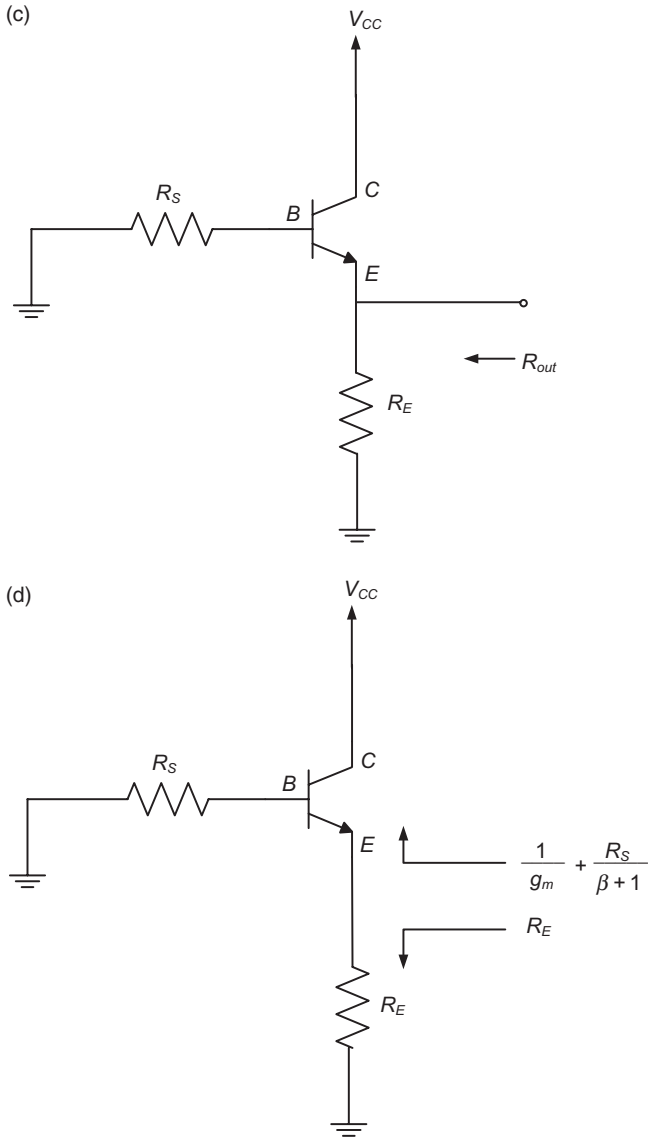 (c)
V_CC
R_S
B
C
E
R_out
R_E
(d)
V_CC
R_S
B
C
E
1/g_m + R_S/β+1
R_E
R_E